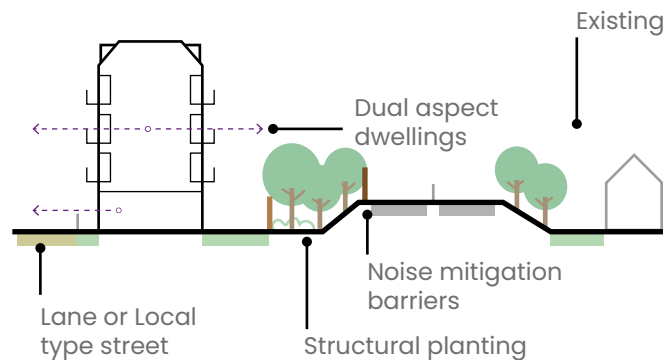 Existing
Dual aspect
dwellings
Noise mitigation
barriers
Lane or Local
type street
Structural planting